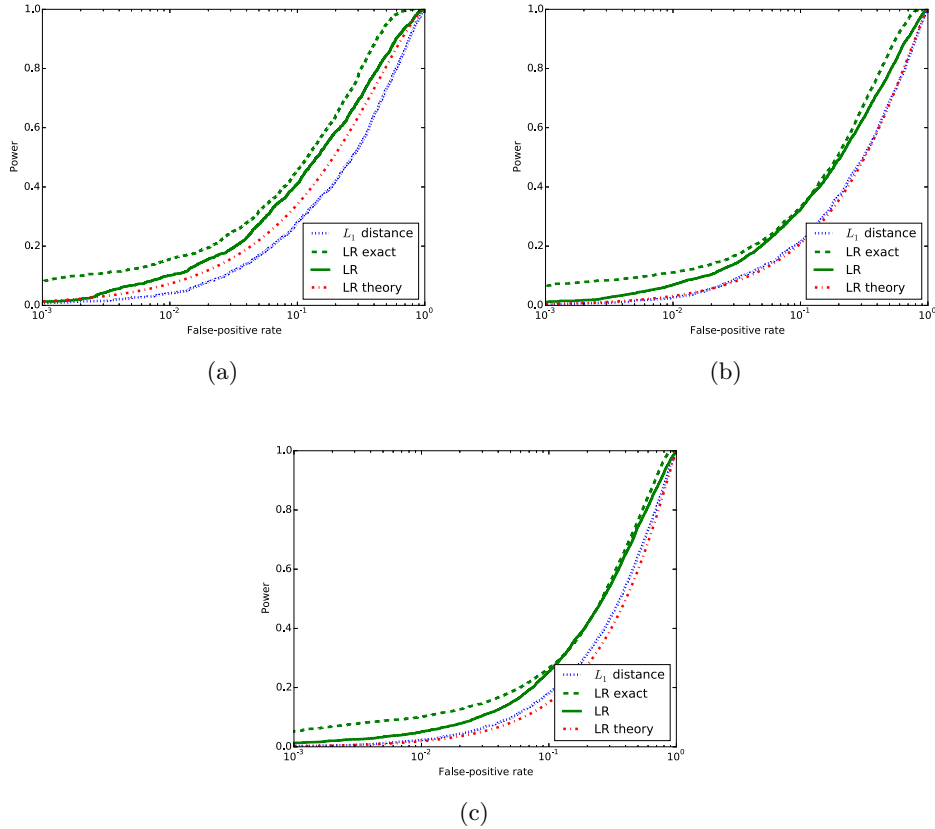 1.0
0.8
0.6
0.4
0.2
0.0
Power
10^-3 10^-2 10^-1 10^0
False-positive rate
L_1 distance
LR exact
LR
LR theory
(a)
1.0
0.8
0.6
0.4
0.2
0.0
Power
10^-3 10^-2 10^-1 10^0
False-positive rate
L_1 distance
LR exact
LR
LR theory
(b)
1.0
0.8
0.6
0.4
0.2
0.0
Power
10^-3 10^-2 10^-1 10^0
False-positive rate
L_1 distance
LR exact
LR
LR theory
(c)